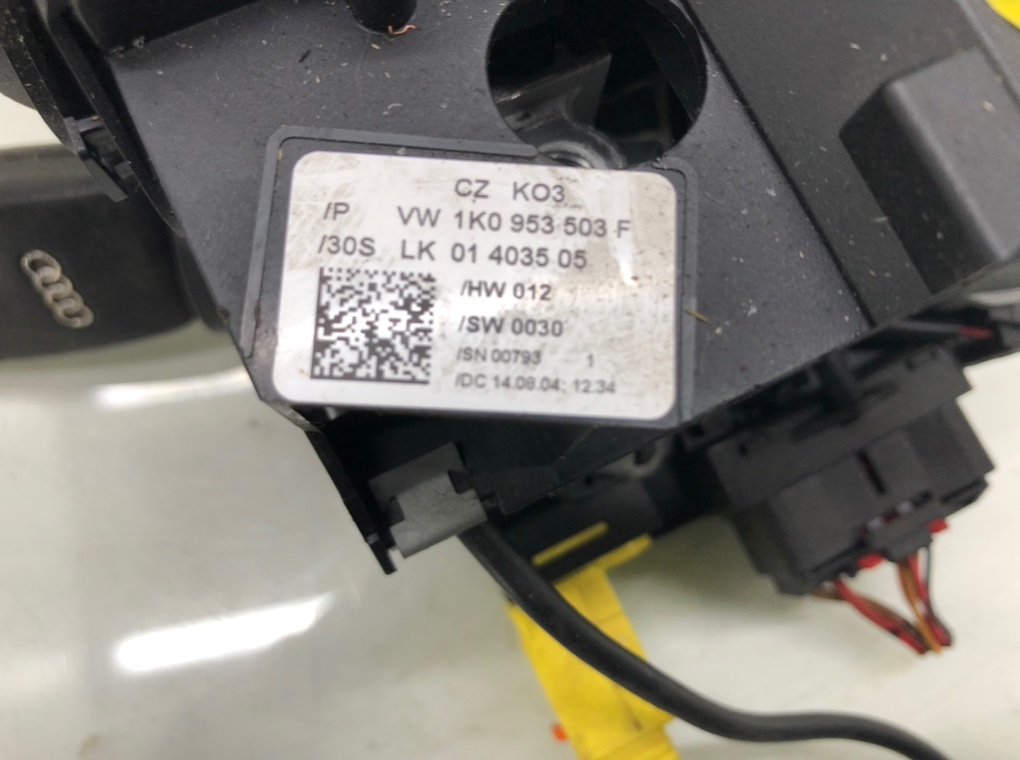 CZ KO3
/P VW 1K0 953 503 F
/30S LK 01 4035 05
/HW 012
/SW 0030
/SN 00793 1
/DC 14.08.04; 12.34